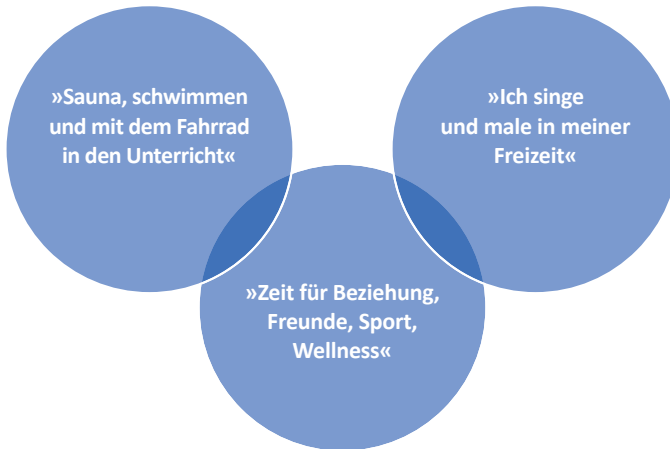 »Sauna, schwimmen
und mit dem Fahrrad
in den Unterricht«
»Ich singe
und male in meiner
Freizeit«
»Zeit für Beziehung,
Freunde, Sport,
Wellness«